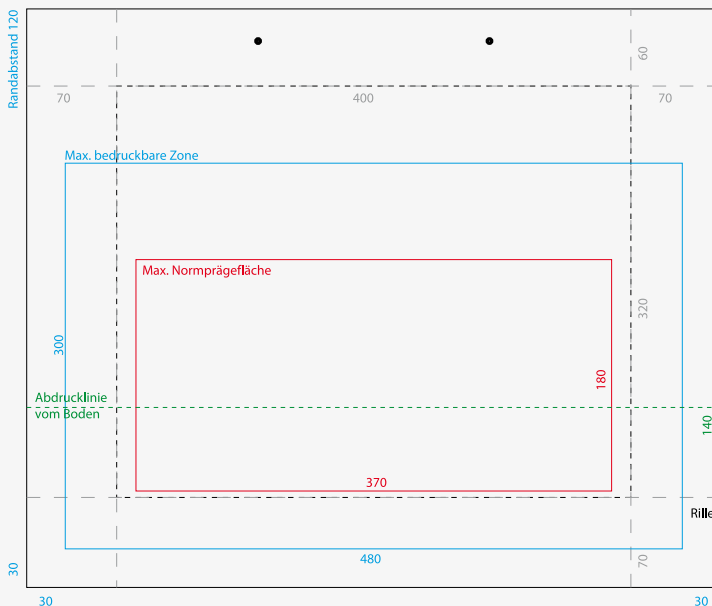 Randabstand 120
60
70
400
70
Max. bedruckbare Zone
Max. Normprägefläche
320
300
180
Abdrucklinie
vom Boden
140
370
Rille
480
70
30
30
30